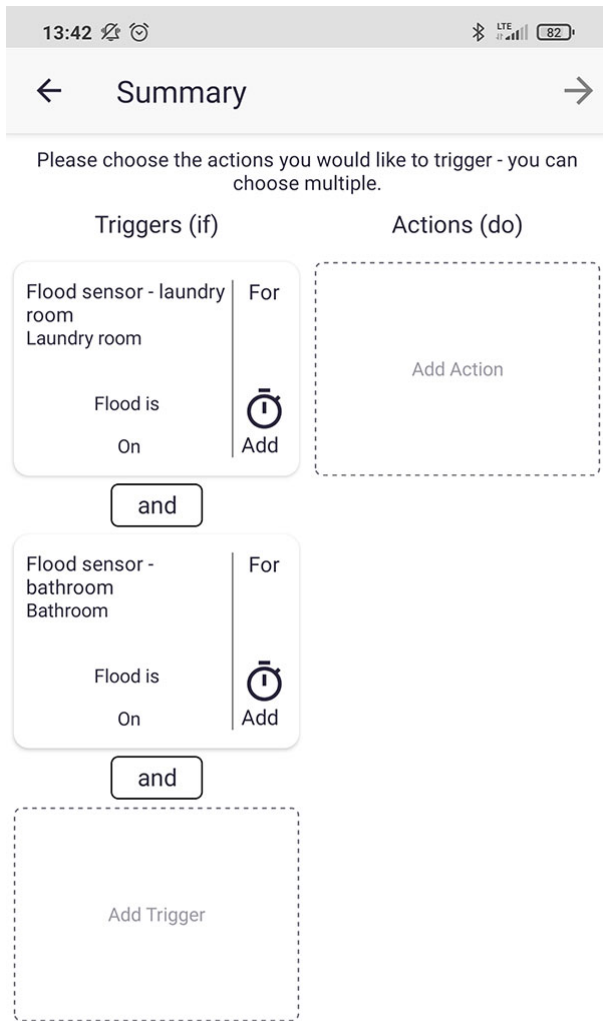 13:42
LTE
82
Summary
Please choose the actions you would like to trigger - you can
choose multiple.
Triggers (if)
Actions (do)
Flood sensor - laundry
room
Laundry room
Flood is
On
For
Add
Add Action
and
Flood sensor -
bathroom
Bathroom
Flood is
On
For
Add
and
Add Trigger